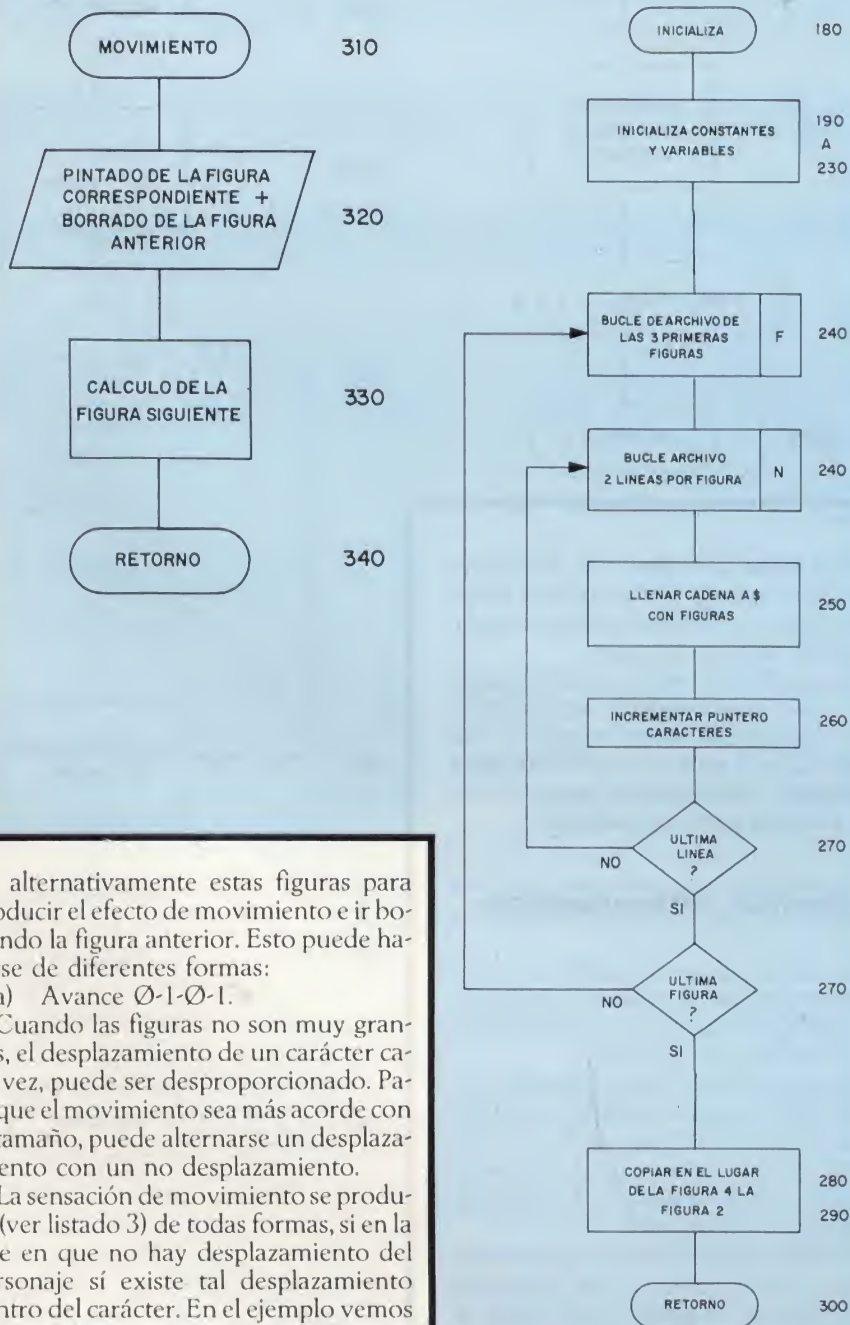 MOVIMIENTO
310
PINTADO DE LA FIGURA
CORRESPONDIENTE +
BORRADO DE LA FIGURA
ANTERIOR
320
CALCULO DE LA
FIGURA SIGUIENTE
330
RETORNO
340
INICIALIZA
180
INICIALIZA CONSTANTES
Y VARIABLES
190
A
230
BUCLE DE ARCHIVO DE
LAS 3 PRIMERAS
FIGURAS
F
240
BUCLE ARCHIVO
2 LINEAS POR FIGURA
N
240
LLENAR CADENA A $
CON FIGURAS
250
INCREMENTAR PUNTERO
CARACTERES
260
ULTIMA
LINEA
?
270
NO
SI
ULTIMA
FIGURA
?
270
NO
SI
COPIAR EN EL LUGAR
DE LA FIGURA 4 LA
FIGURA 2
280
290
RETORNO
300
alternativamente estas figuras para
oducir el efecto de movimiento e ir bo-
ndo la figura anterior. Esto puede ha-
se de diferentes formas:
a) Avance Ø-1-Ø-1.
Cuando las figuras no son muy gran-
s, el desplazamiento de un carácter ca-
vez, puede ser desproporcionado. Pa-
que el movimiento sea más acorde con
tamaño, puede alternarse un desplaza-
ento con un no desplazamiento.
La sensación de movimiento se produ-
(ver listado 3) de todas formas, si en la
e en que no hay desplazamiento del
rsonaje sí existe tal desplazamiento
ntro del carácter. En el ejemplo vemos